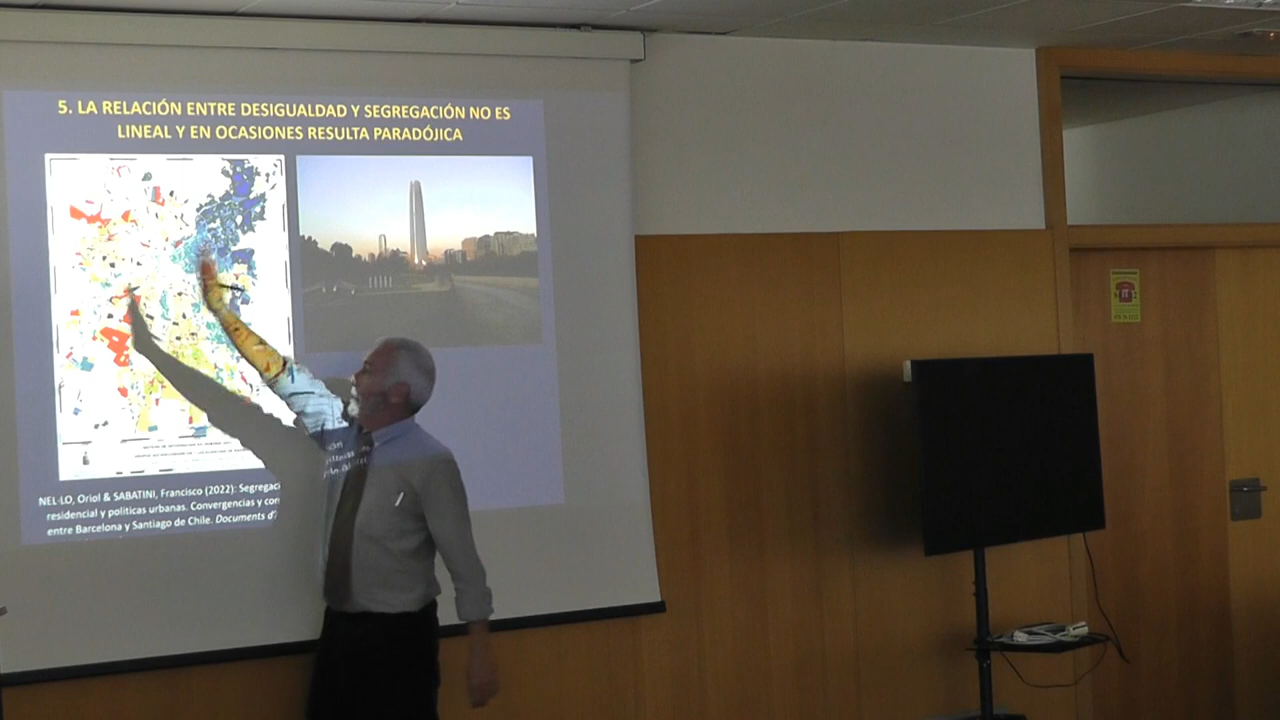 5. LA RELACIÓN ENTRE DESIGUALDAD Y SEGREGACIÓN NO ES
LINEAL Y EN OCASIONES RESULTA PARADÓJICA
NEL·LO, Oriol & SABATINI, Francisco (2022): Segregaci
residencial y políticas urbanas. Convergencias y con
entre Barcelona y Santiago de Chile. Documents d'